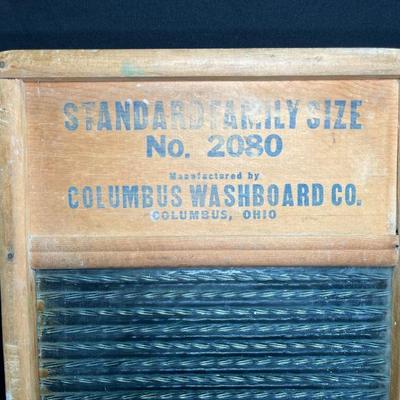 STANDARD FAMILY SIZE
No. 2080
Manufactured by
COLUMBUS WASHBOARD CO.
COLUMBUS, OHIO